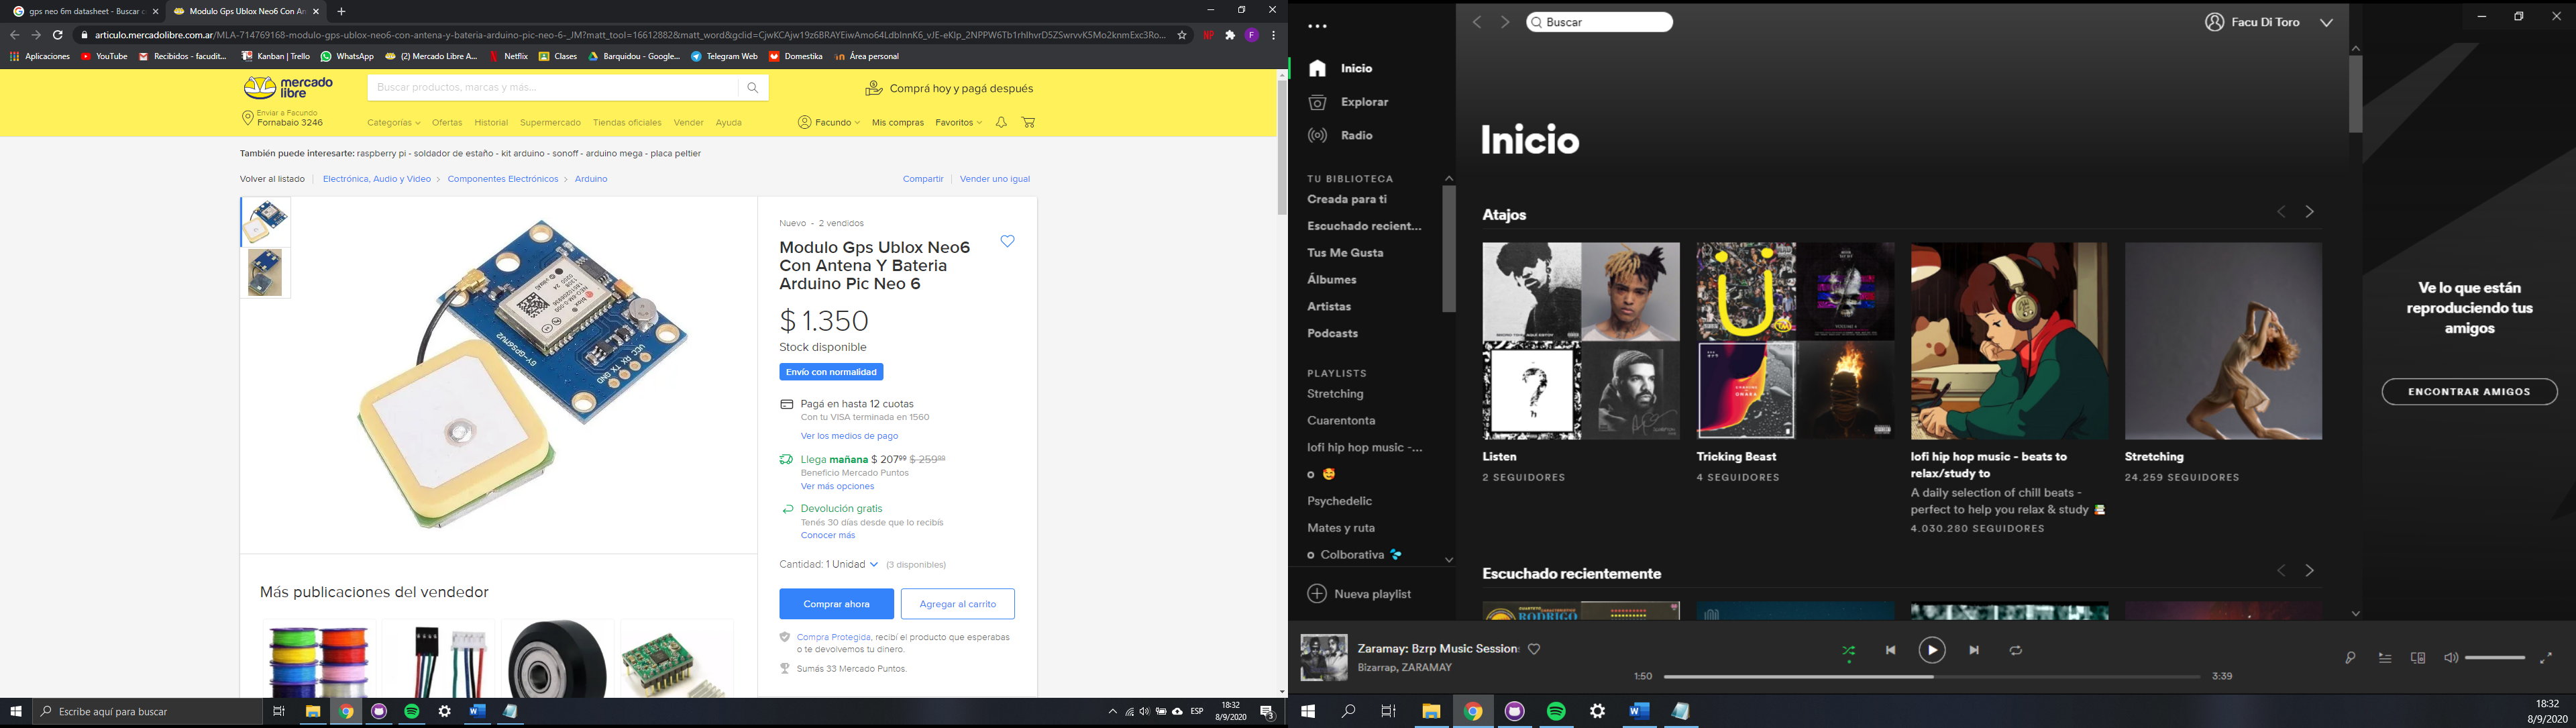 gps neo 6m datasheet - Buscar c
Modulo Gps Ublox Neo6 Con An
articulo.mercadolibre.com.ar/MLA-714769168-modulo-gps-ublox-neo6-con-antena-y-bateria-arduino-pic-neo-6-_JM?matt_tool=16612882&matt_word&gclid=
Aplicaciones
YouTube
Recibidos - facudit...
Kanban | Trello
WhatsApp
(2) Mercado Libre A...
Netflix
Clases
Barquidou - Google...
Telegram Web
Domestika
Área personal
mercado
libre
Buscar productos, marcas y más...
Comprá hoy y pagá después
Enviar a Facundo
Fornabaio 3246
Categorías
Ofertas
Historial
Supermercado
Tiendas oficiales
Vender
Ayuda
Facundo
Mis compras
Favoritos
También puede interesarte: raspberry pi - soldador de estaño - kit arduino - sonoff - arduino mega - placa peltier
Volver al listado
Electrónica, Audio y Video > Componentes Electrónicos > Arduino
Compartir
Vender uno igual
GY-GPS6MV2
VCC RX TX GND
Nuevo - 2 vendidos
Modulo Gps Ublox Neo6
Con Antena Y Bateria
Arduino Pic Neo 6
$ 1.350
Stock disponible
Envío con normalidad
Pagá en hasta 12 cuotas
Con tu VISA terminada en 1560
Ver los medios de pago
Llega mañana $ 207⁹⁹ $ 259⁹⁹
Beneficio Mercado Puntos
Ver más opciones
Devolución gratis
Tenés 30 días desde que lo recibís
Conocer más
Cantidad: 1 Unidad (3 disponibles)
Comprar ahora
Agregar al carrito
Compra Protegida, recibí el producto que esperabas
o te devolvemos tu dinero.
Sumás 33 Mercado Puntos.
Más publicaciones del vendedor
Escribe aquí para buscar
ESP
18:32
8/9/2020
3
Buscar
Facu Di Toro
Inicio
Explorar
Radio
TU BIBLIOTECA
Creada para ti
Escuchado recient...
Tus Me Gusta
Álbumes
Artistas
Podcasts
PLAYLISTS
Stretching
Cuarentonta
lofi hip hop music -...
Psychedelic
Mates y ruta
Colborativa
Nueva playlist
Inicio
Atajos
Listen
2 SEGUIDORES
Tricking Beast
4 SEGUIDORES
lofi hip hop music - beats to
relax/study to
A daily selection of chill beats -
perfect to help you relax & study
4.030.280 SEGUIDORES
Stretching
24.259 SEGUIDORES
Escuchado recientemente
RODRIGO
Ve lo que están
reproduciendo tus
amigos
ENCONTRAR AMIGOS
Zaramay: Bzrp Music Session
Bizarrap, ZARAMAY
1:50
3:39
18:32
8/9/2020